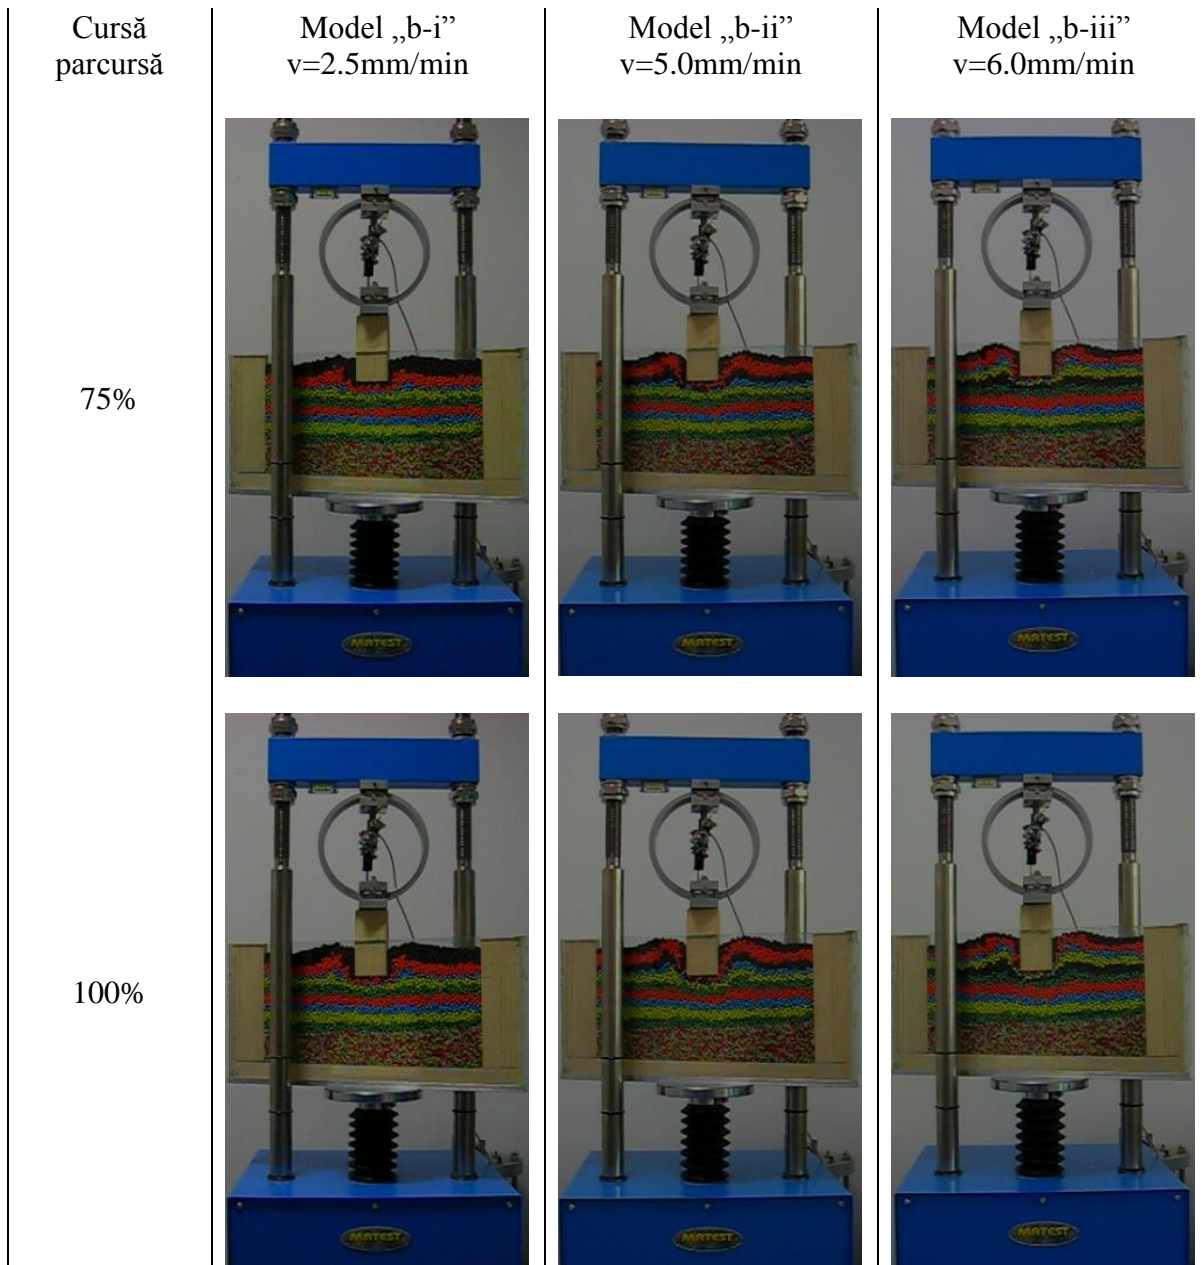 Cursă
parcursă
Model „b-i”
v=2.5mm/min
Model „b-ii”
v=5.0mm/min
Model „b-iii”
v=6.0mm/min
75%
MATEST
MATEST
MATEST
100%
MATEST
MATEST
MATEST